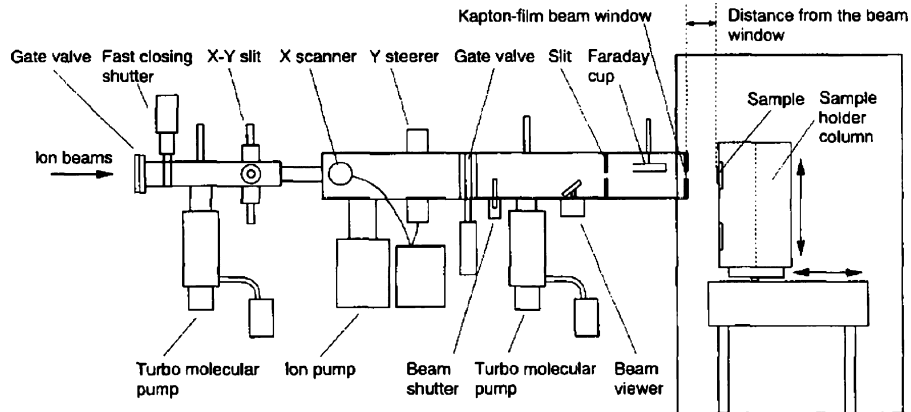 Kapton-film beam window
Distance from the beam
window
Gate valve
Fast closing
shutter
X-Y slit
X scanner
Y steerer
Gate valve
Slit
Faraday
cup
Sample
Sample
holder
column
Ion beams
Turbo molecular
pump
Ion pump
Beam
shutter
Turbo molecular
pump
Beam
viewer